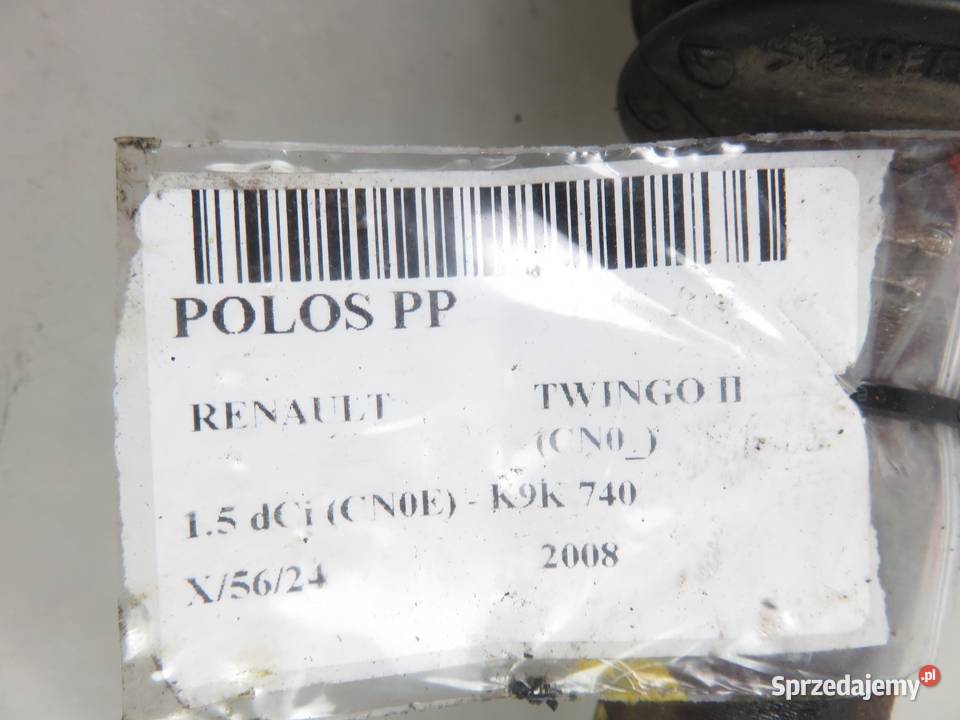 POLOS PP
RENAULT TWINGO II
(CN0_)
1.5 dCi (CN0E) - K9K 740
X/56/24 2008
Sprzedajemy.pl